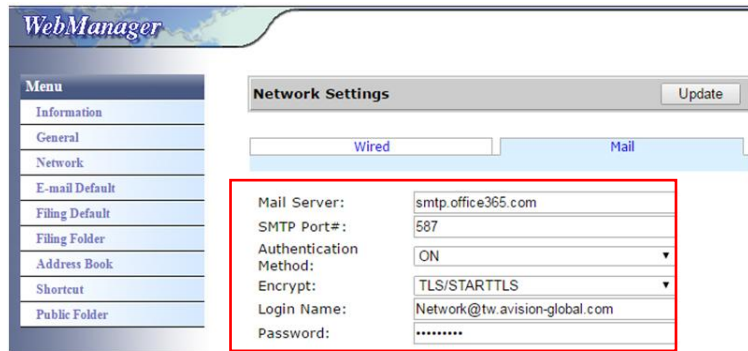 WebManager
Menu
Information
General
Network
E-mail Default
Filing Default
Filing Folder
Address Book
Shortcut
Public Folder
Network Settings
Update
Wired Mail
Mail Server: smtp.office365.com
SMTP Port#: 587
Authentication
Method: ON
Encrypt: TLS/STARTTLS
Login Name: Network@tw.avision-global.com
Password: •••••••••